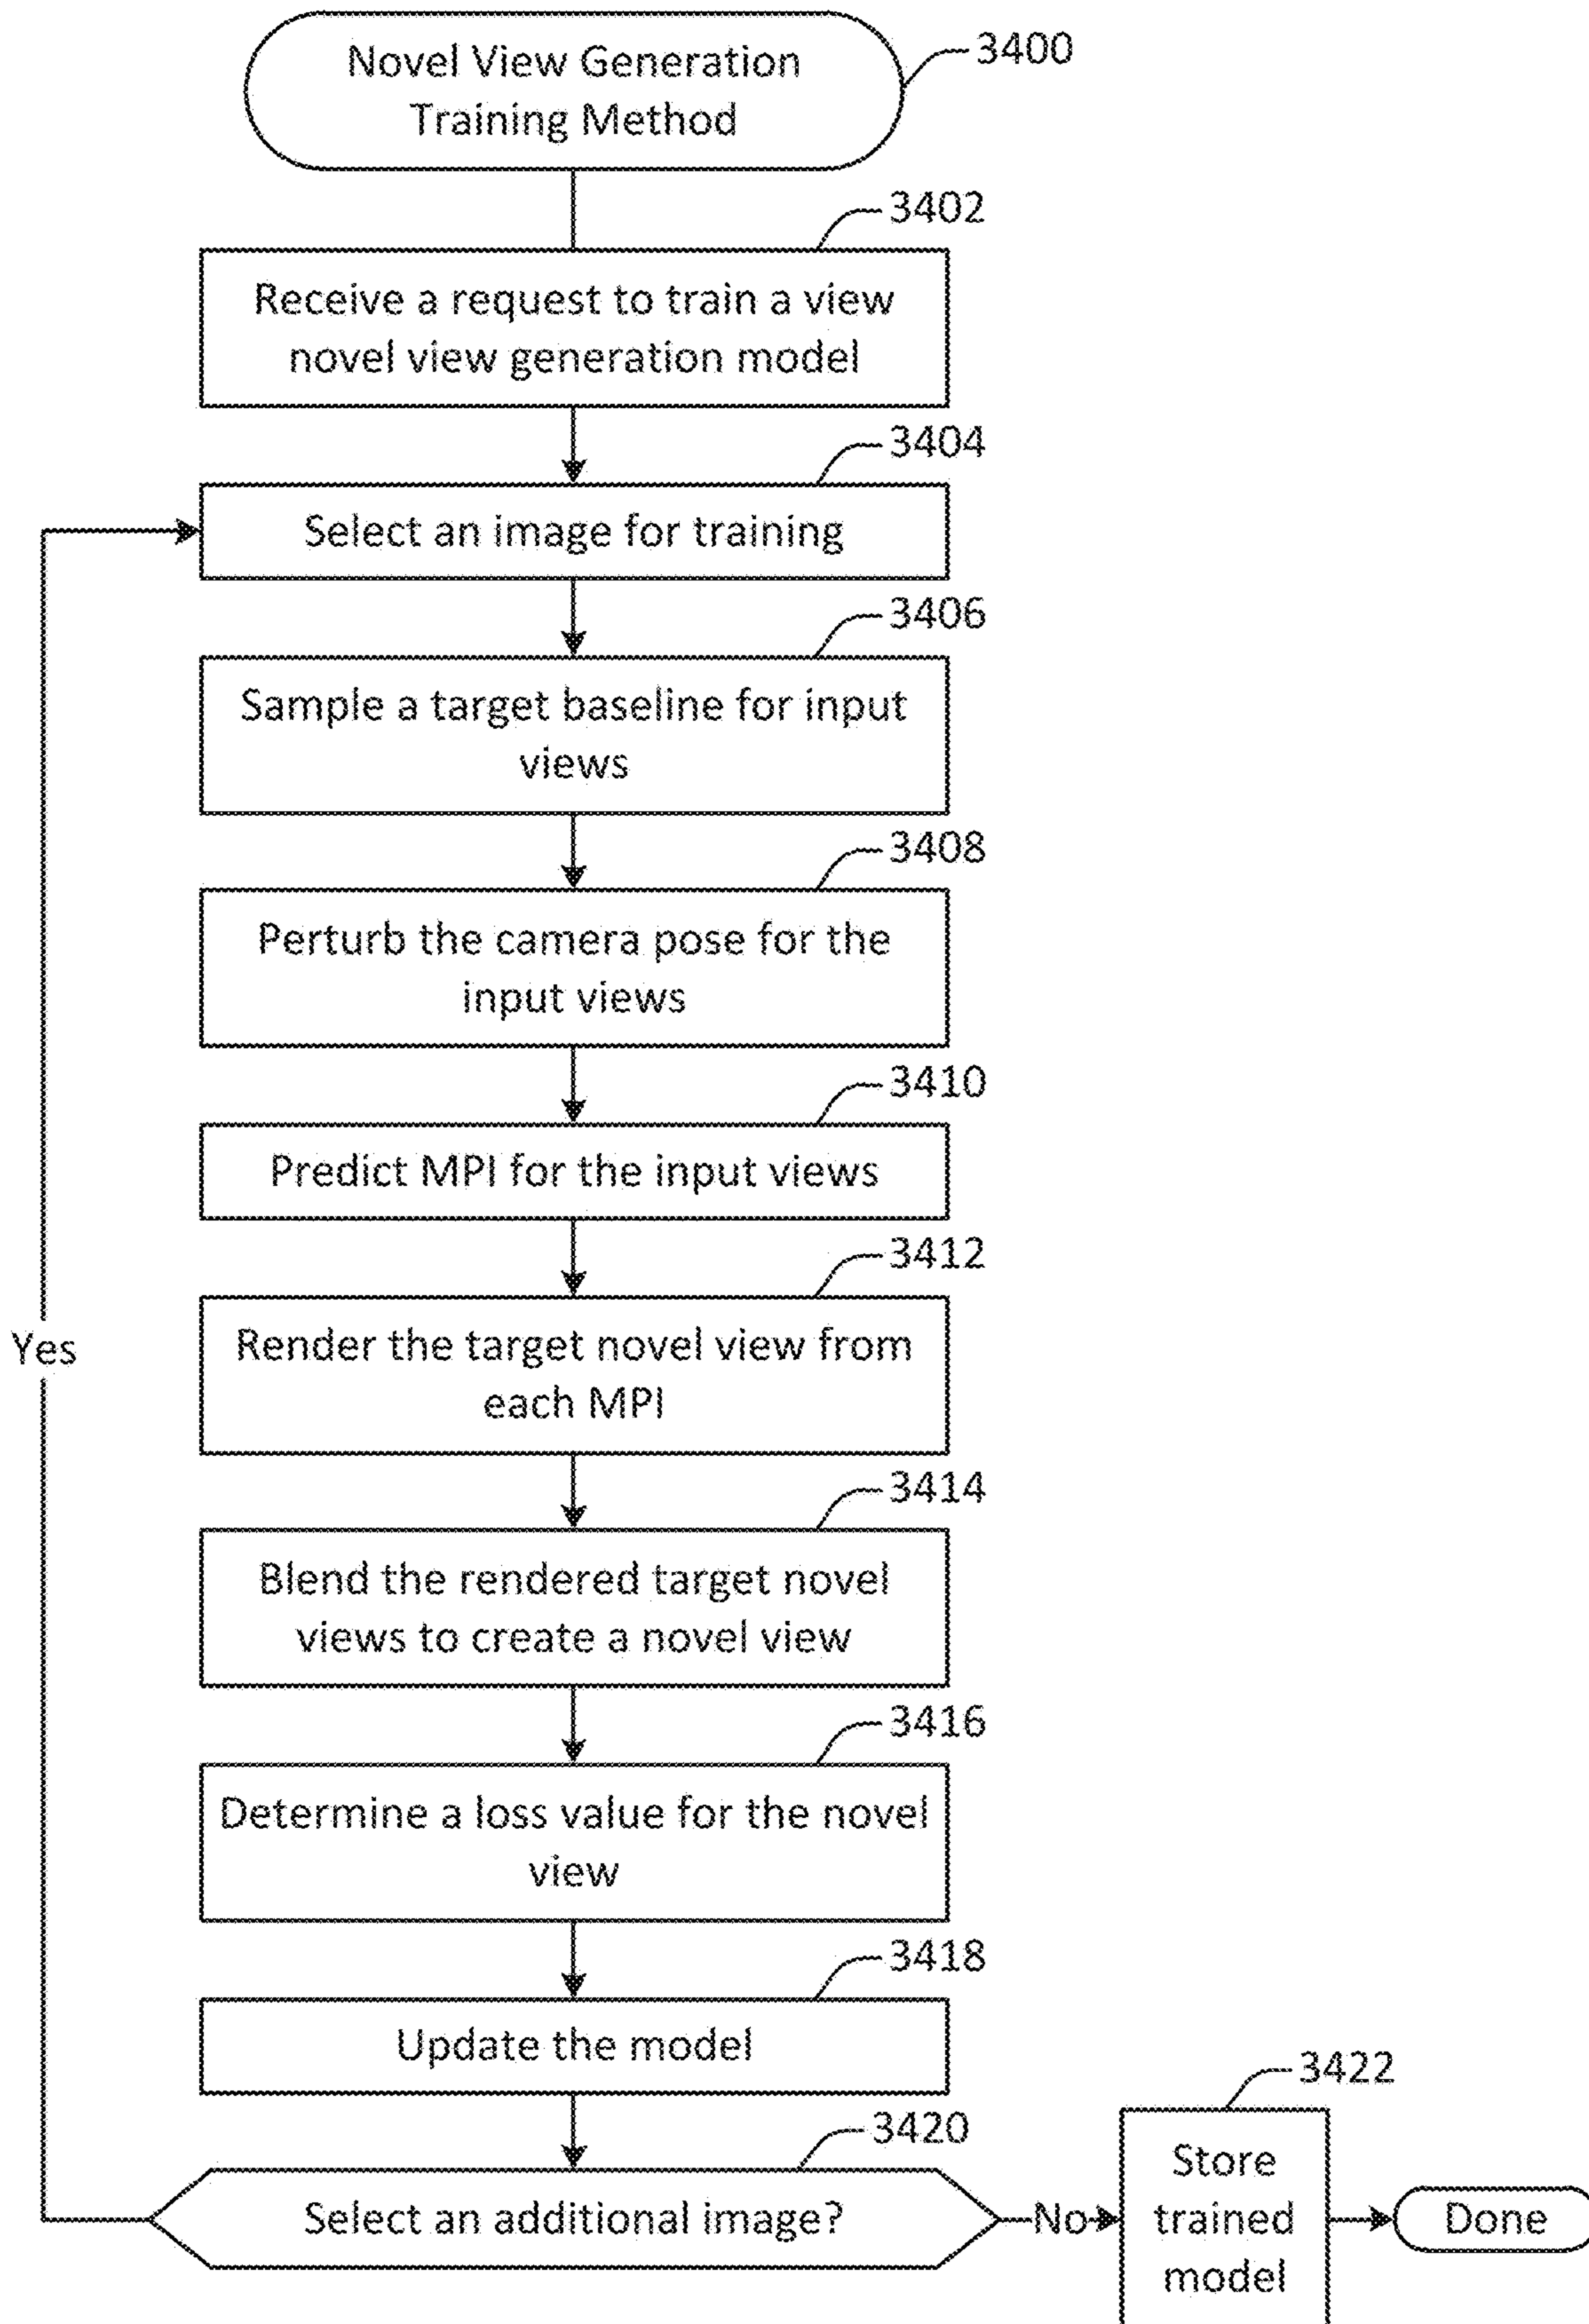 Novel View Generation
Training Method
3400
3402
Receive a request to train a view
novel view generation model
3404
Select an image for training
3406
Sample a target baseline for input
views
3408
Perturb the camera pose for the
input views
3410
Predict MPI for the input views
3412
Render the target novel view from
each MPI
Yes
3414
Blend the rendered target novel
views to create a novel view
3416
Determine a loss value for the novel
view
3418
Update the model
3420
Select an additional image?
No
3422
Store
trained
model
Done